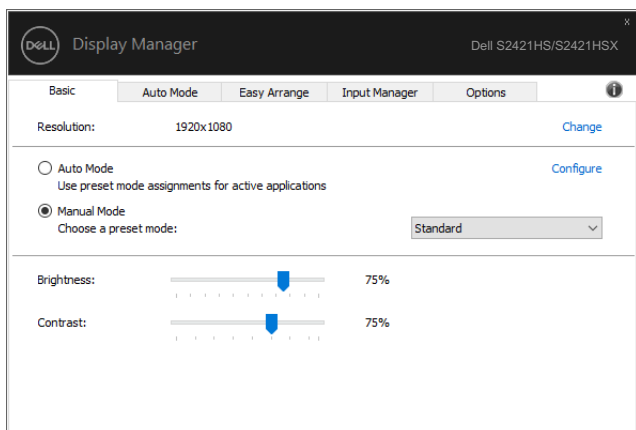 x
DELL Display Manager Dell S2421HS/S2421HSX
Basic Auto Mode Easy Arrange Input Manager Options i
Resolution: 1920x1080 Change
Auto Mode Configure
Use preset mode assignments for active applications
Manual Mode
Choose a preset mode: Standard
Brightness: 75%
Contrast: 75%